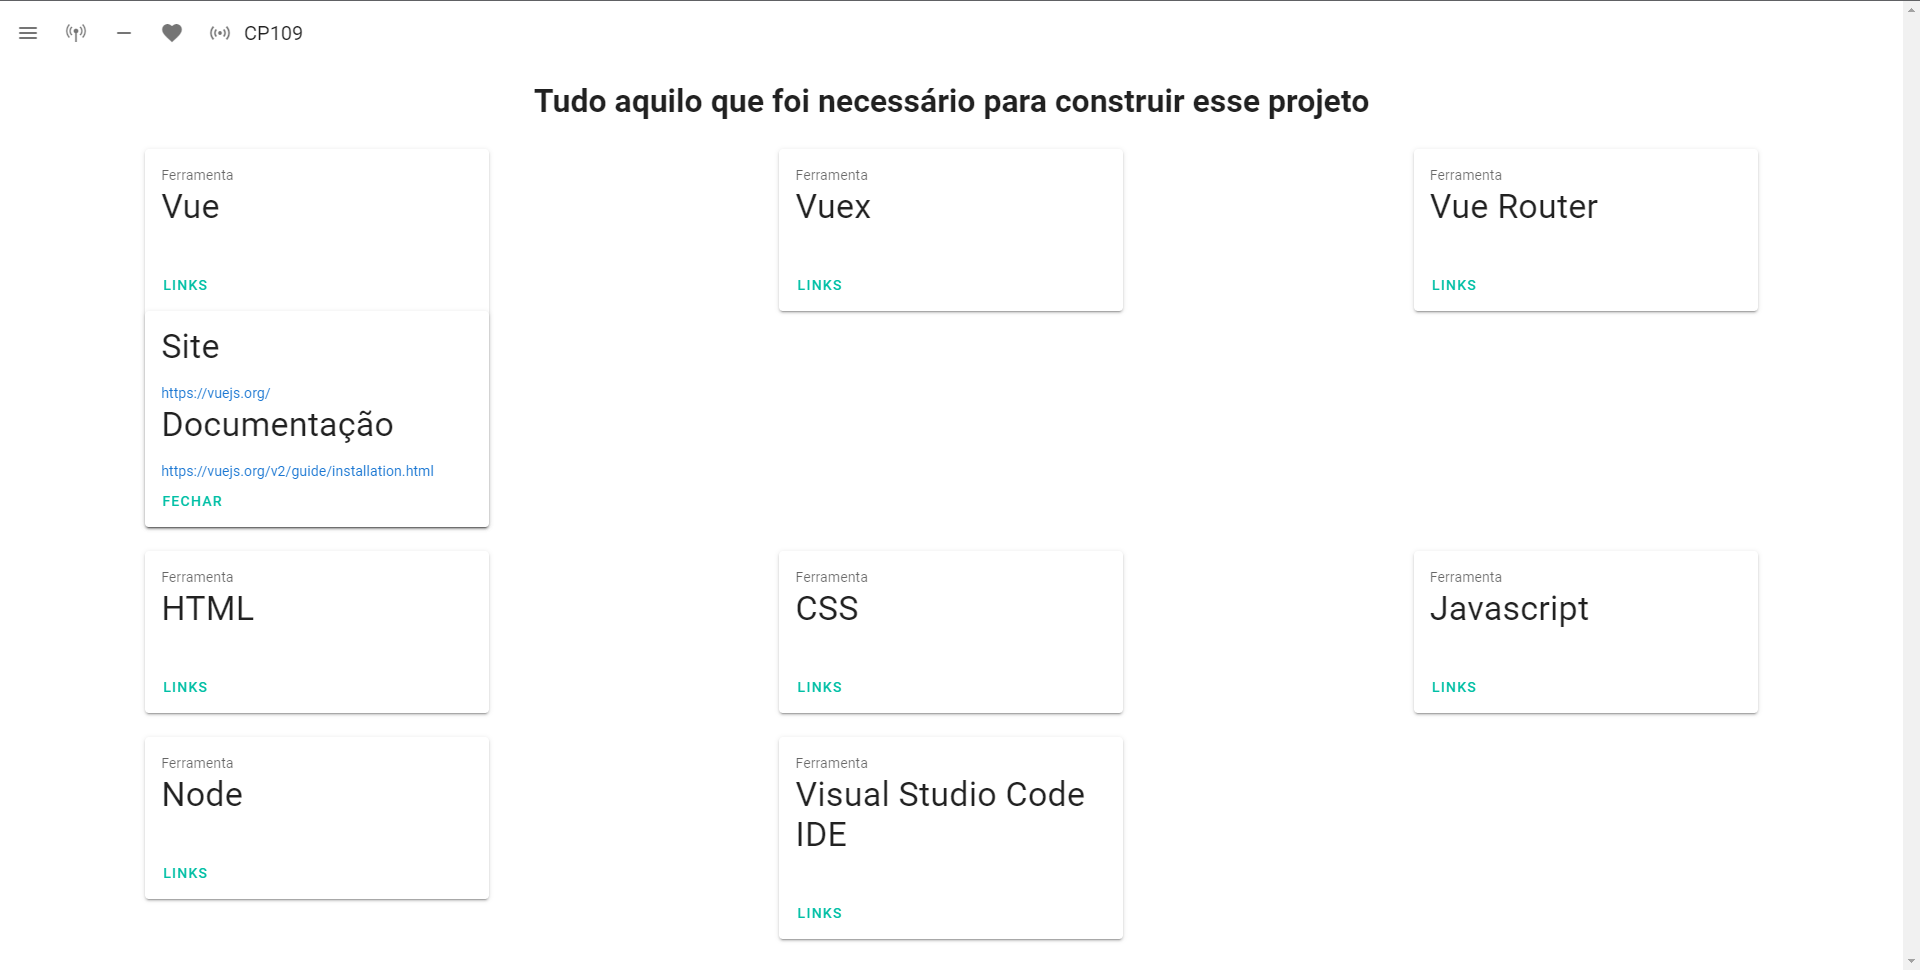 CP109
Tudo aquilo que foi necessário para construir esse projeto
Ferramenta
Vue
LINKS
Site
https://vuejs.org/
Documentação
https://vuejs.org/v2/guide/installation.html
FECHAR
Ferramenta
Vuex
LINKS
Ferramenta
Vue Router
LINKS
Ferramenta
HTML
LINKS
Ferramenta
CSS
LINKS
Ferramenta
Javascript
LINKS
Ferramenta
Node
LINKS
Ferramenta
Visual Studio Code
IDE
LINKS